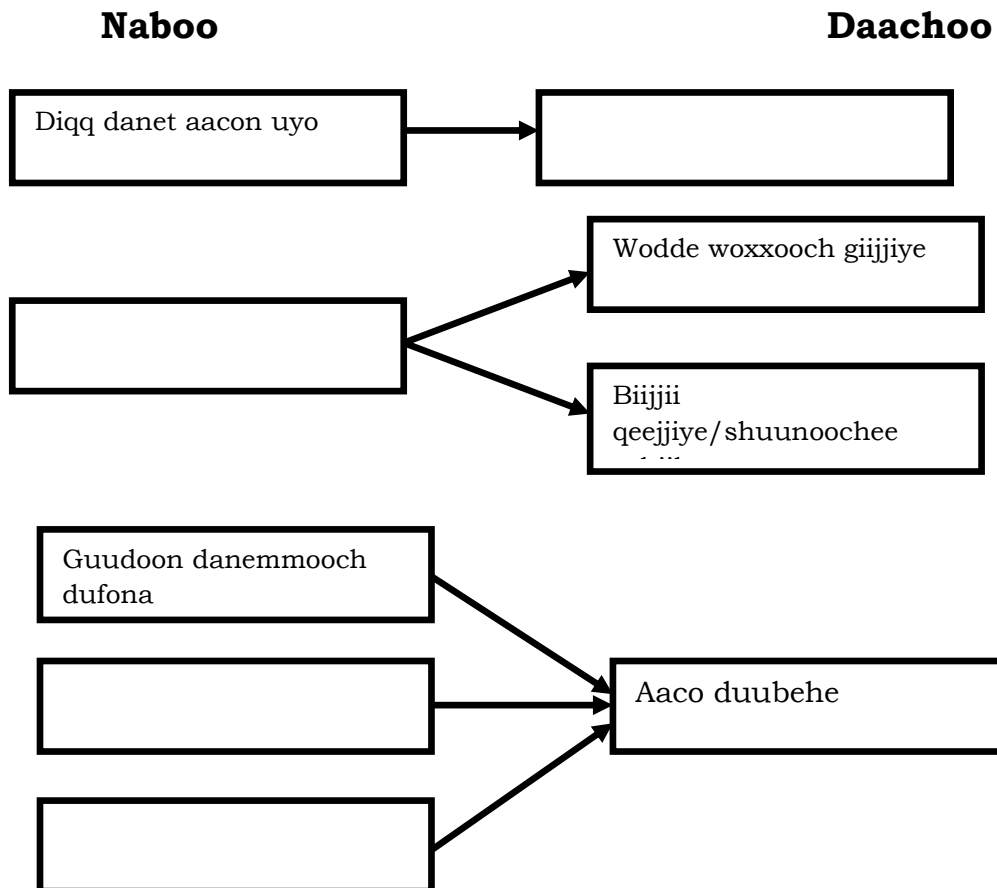 Naboo
Daachoo
Diqq danet aacon uyo
Wodde woxxooch giijjiye
Biijjii
qeejjiye/shuunoochee
Guudoon danemmooch
dufona
Aaco duubehe